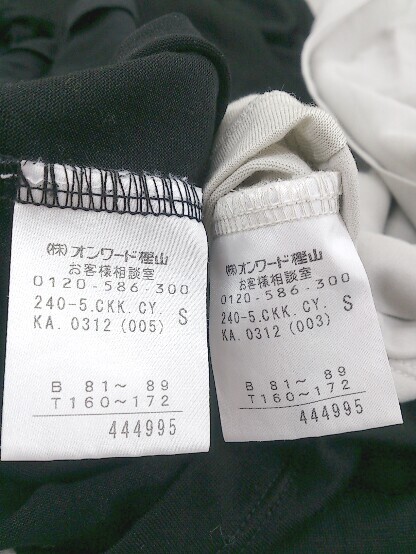 (株)オンワード樫山
お客様相談室
0120-586-300
240-5.CKK. CY. S
KA. 0312 (005)
B 81〜 89
T160〜172
444995
(株)オンワード樫山
お客様相談室
0120-586-300
240-5.CKK. CY. S
KA. 0312 (003)
B 81〜 89
T160〜172
444995